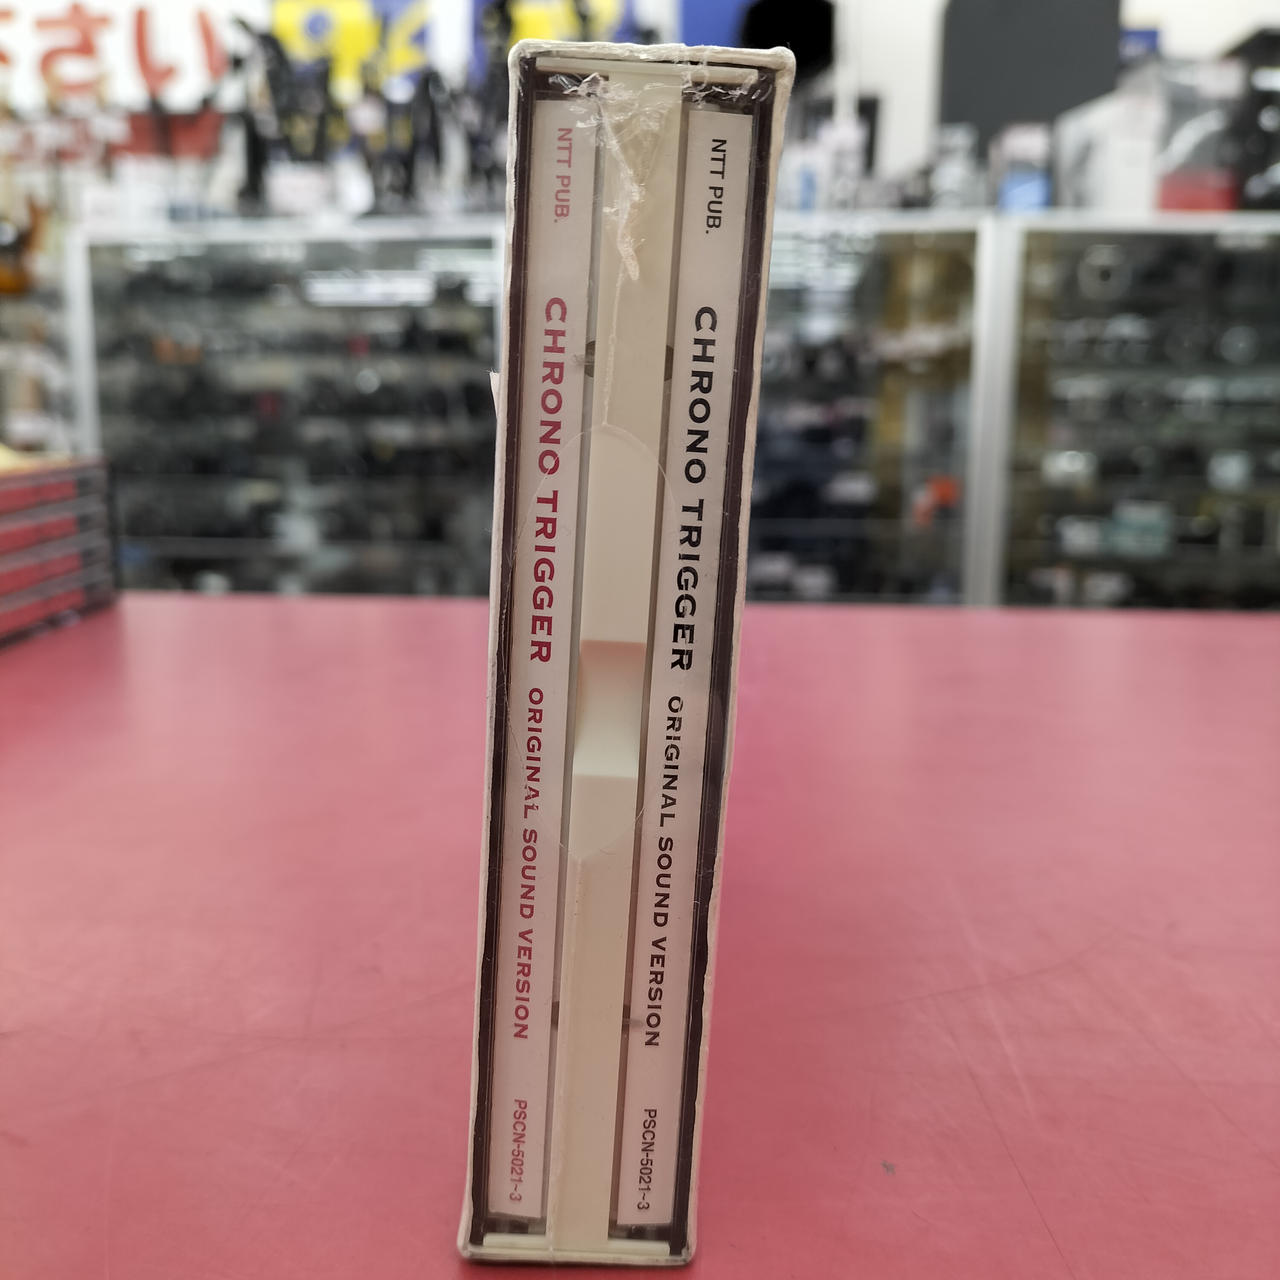 NTT PUB. CHRONO TRIGGER ORIGINAL SOUND VERSION PSCN-5021~3
NTT PUB. CHRONO TRIGGER ORIGINAL SOUND VERSION PSCN-5021~3